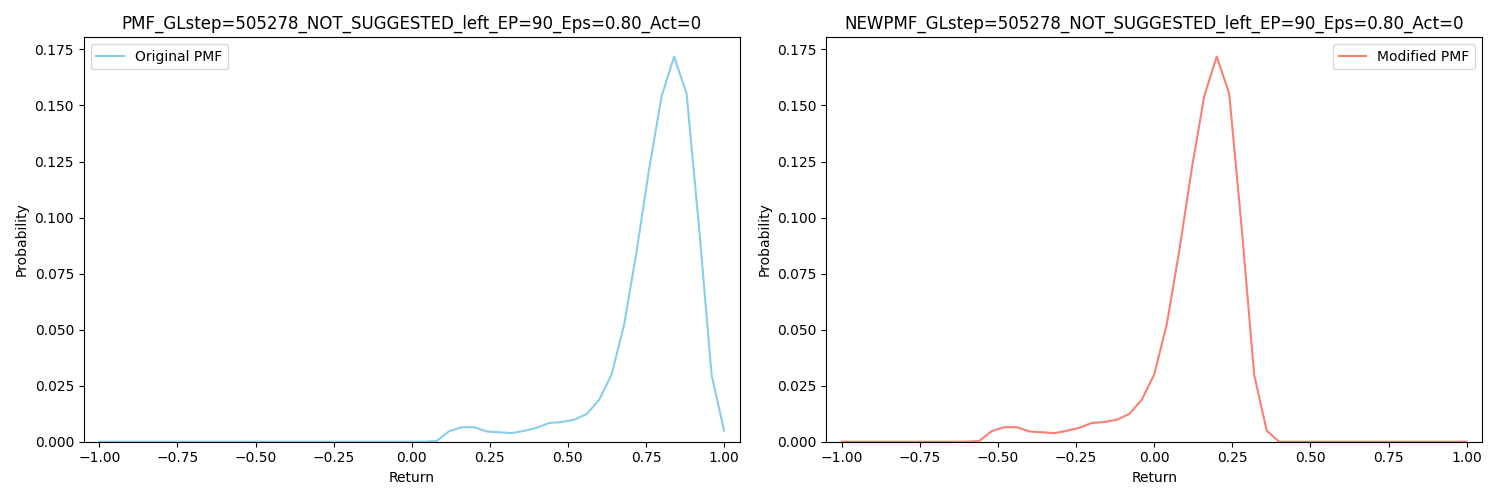 PMF_GLstep=505278_NOT_SUGGESTED_left_EP=90_Eps=0.80_Act=0
Original PMF
0.175
0.150
0.125
0.100
0.075
0.050
0.025
0.000
Probability
−1.00 −0.75 −0.50 −0.25 0.00 0.25 0.50 0.75 1.00
Return
NEWPMF_GLstep=505278_NOT_SUGGESTED_left_EP=90_Eps=0.80_Act=0
Modified PMF
0.175
0.150
0.125
0.100
0.075
0.050
0.025
0.000
Probability
−1.00 −0.75 −0.50 −0.25 0.00 0.25 0.50 0.75 1.00
Return